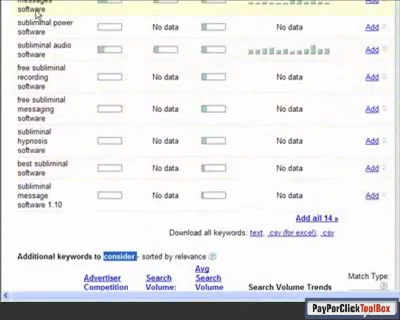 messages
software
subliminal power
software
No data
No data
Add
subliminal audio
software
No data
Add
free subliminal
recording
software
No data
No data
Add
free subliminal
messaging
software
No data
No data
Add
subliminal
hypnosis
software
No data
No data
Add
best subliminal
software
No data
No data
Add
subliminal
message
software 1.10
No data
No data
Add
Add all 14 »
Download all keywords: text, .csv (for excel), .csv
Additional keywords to consider - sorted by relevance ?
Advertiser
Competition
Search
Volume:
Avg
Search
Volume
Search Volume Trends
Match Type:
PayPerClickToolBox